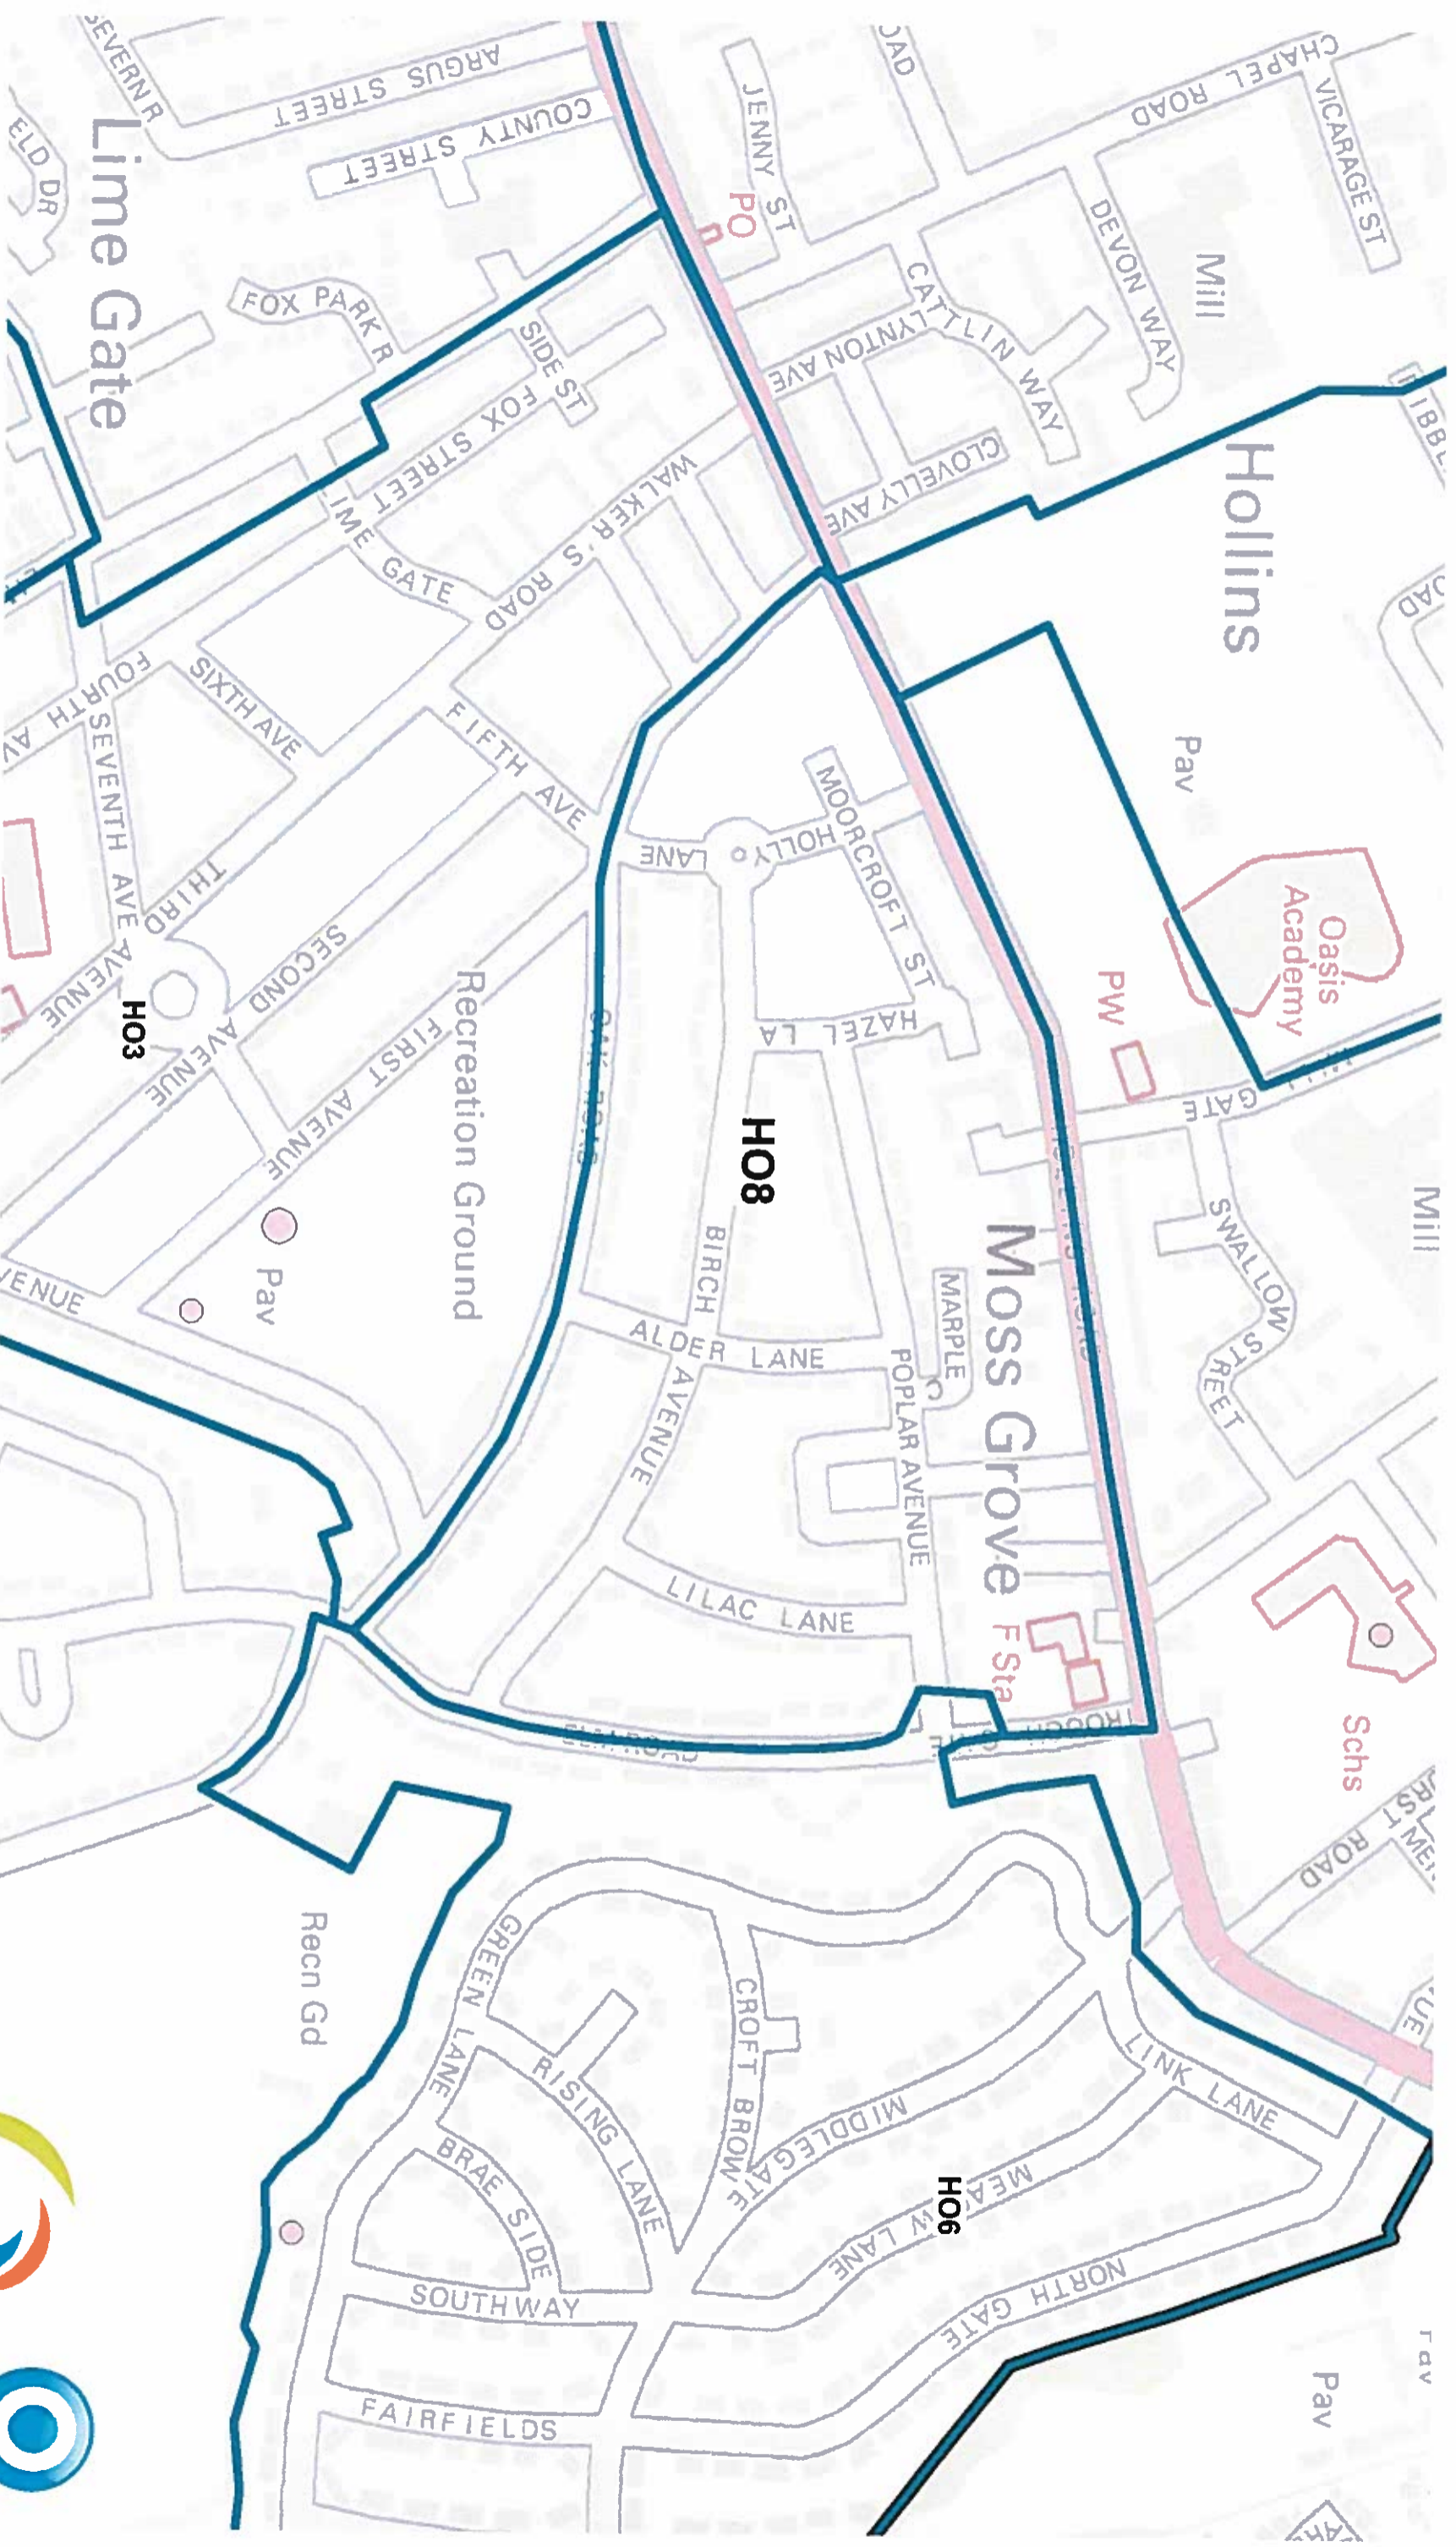 CHAPEL ROAD
VICARAGE ST
DEVON WAY
Mill
JENNY ST
PO
CATTLIN WAY
LYNTON AVE
CLOVELLY AVE
ARGUS STREET
COUNTY STREET
Lime Gate
FOX PARK R
SIDE ST
FOX STREET
WALKER'S ROAD
IME GATE
Hollins
Pav
Oasis
Academy
PW
GATE
SWALLOW STREET
Mill
Schs
ROAD
FOURTH AV
SIXTH AVE
SEVENTH AVE
FIFTH AVE
THIRD AVENUE
SECOND AVENUE
FIRST AVENUE
HO3
Recreation Ground
Pav
VENUE
MOORCROFT ST
HOLLY LANE
HAZEL LA
HO8
BIRCH AVENUE
ALDER LANE
MARPLE
POPLAR AVENUE
Moss Grove
LILAC LANE
F Sta
ELM ROAD
Recn Gd
GREEN LANE
CROFT BROW
RISING LANE
BRAE SIDE
MIDDLEGATE
LINK LANE
HO6
NORTH GATE
SOUTHWAY
FAIRFIELDS
Pav